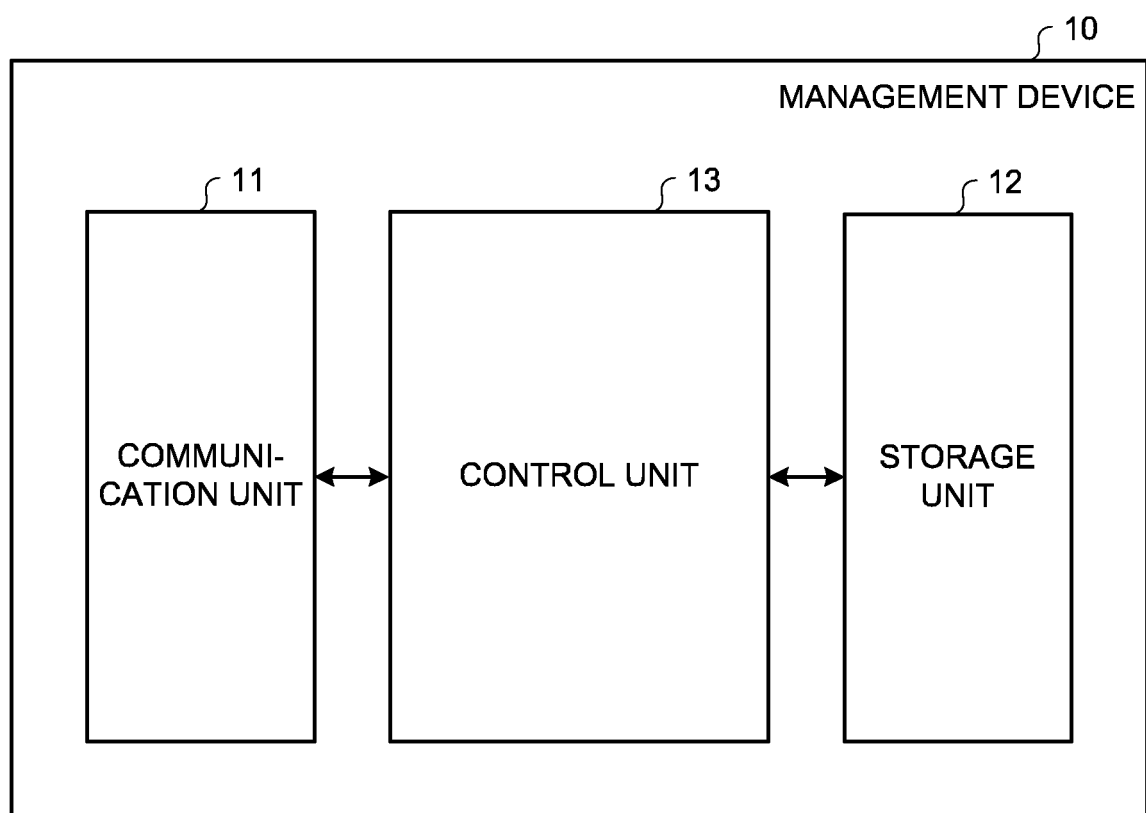 10
MANAGEMENT DEVICE
11
13
12
COMMUNI-
CATION UNIT
CONTROL UNIT
STORAGE
UNIT